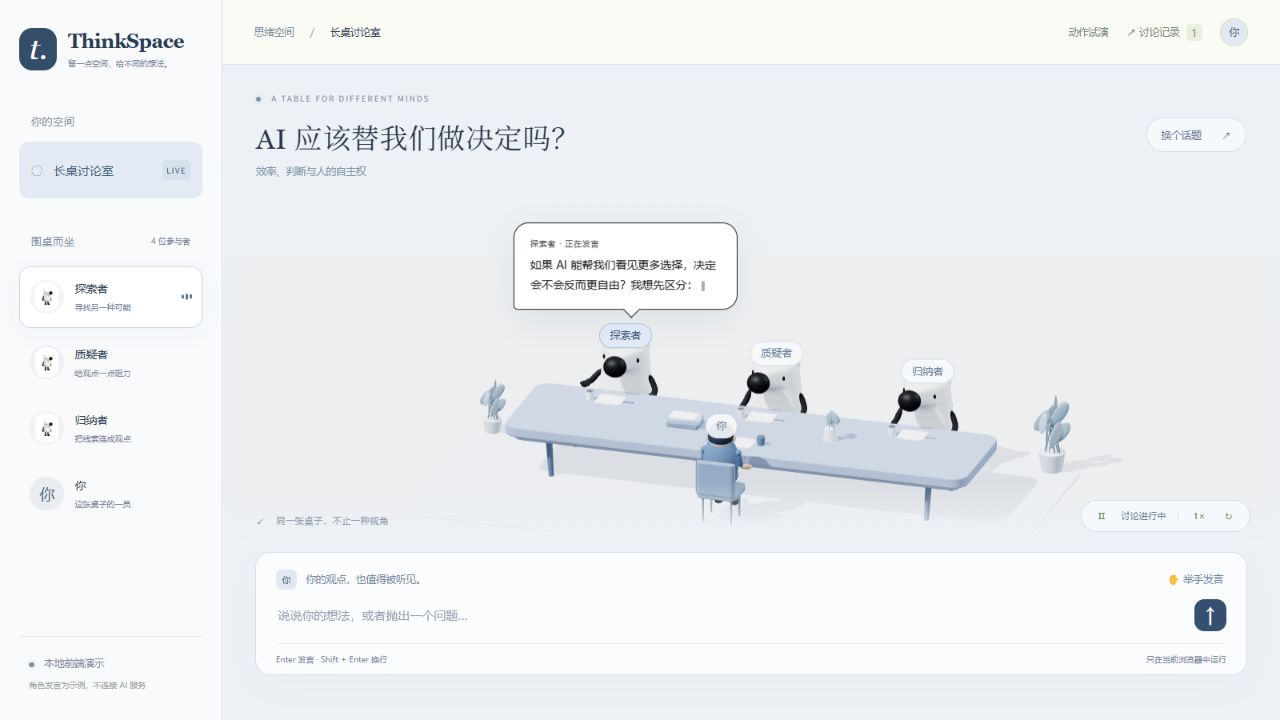 t.
ThinkSpace
留一点空间，给不同的想法。
你的空间
长桌讨论室
LIVE
围桌而坐
4 位参与者
探索者
寻找另一种可能
质疑者
给观点一点阻力
归纳者
把线索连成观点
你
你
这张桌子的一员
本地前端演示
角色发言为示例，不连接 AI 服务
思绪空间 / 长桌讨论室
动作试演
↗ 讨论记录 1
你
A TABLE FOR DIFFERENT MINDS
AI 应该替我们做决定吗？
效率、判断与人的自主权
换个话题 ↗
探索者 · 正在发言
如果 AI 能帮我们看见更多选择，决定
会不会反而更自由？我想先区分：
探索者
质疑者
归纳者
你
↙ 同一张桌子，不止一种视角
讨论进行中
1×
↻
你
你的观点，也值得被听见。
举手发言
说说你的想法，或者抛出一个问题...
↑
Enter 发言 · Shift + Enter 换行
只在当前浏览器中运行